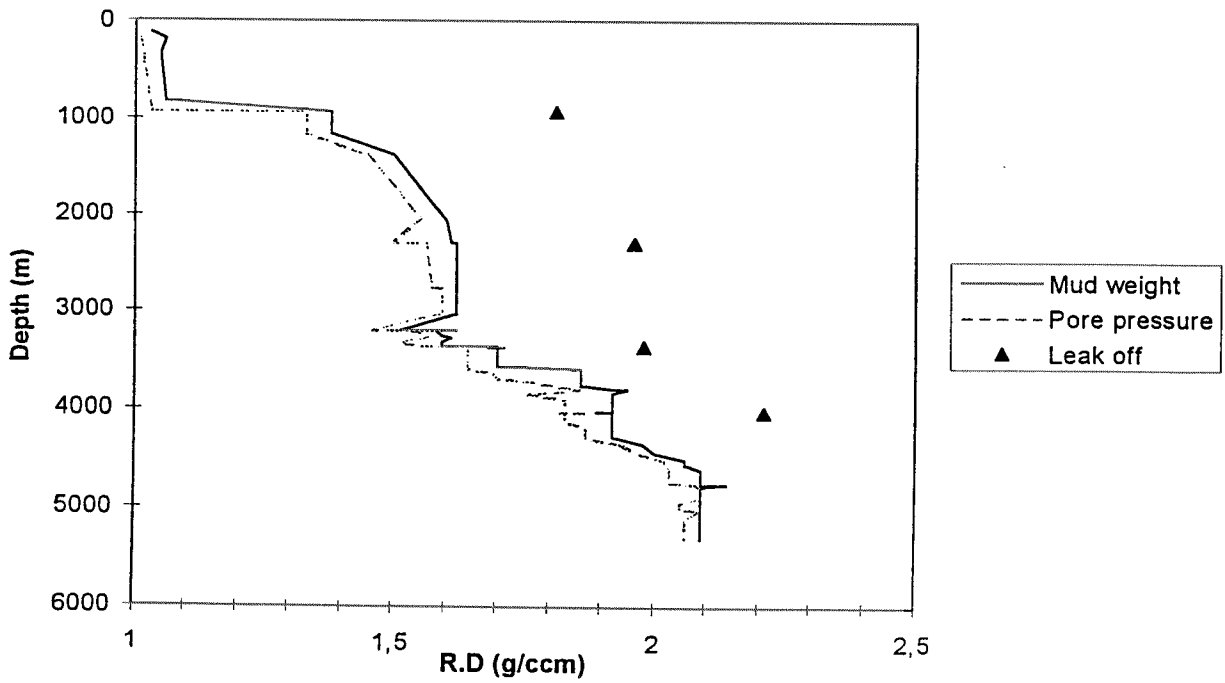 0
1000
2000
3000
4000
5000
6000
Depth (m)
1
1,5
2
2,5
R.D (g/ccm)
Mud weight
Pore pressure
Leak off